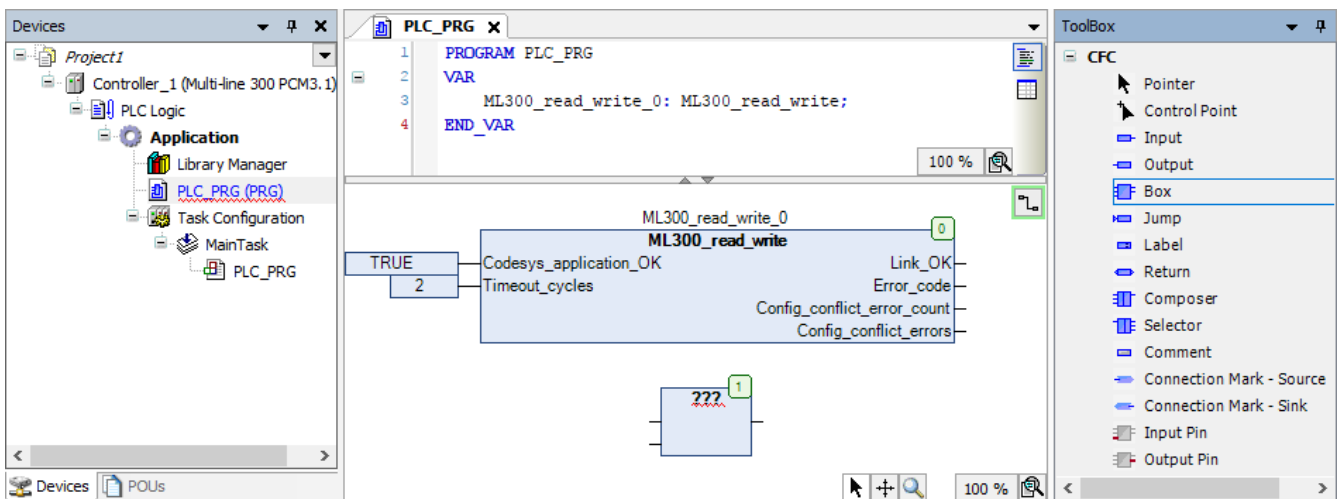 Devices
Project1
Controller_1 (Multi-line 300 PCM3.1)
PLC Logic
Application
Library Manager
PLC_PRG (PRG)
Task Configuration
MainTask
PLC_PRG
Devices
POUs
PLC_PRG
1 PROGRAM PLC_PRG
2 VAR
3 ML300_read_write_0: ML300_read_write;
4 END_VAR
100 %
ML300_read_write_0
0
ML300_read_write
TRUE Codesys_application_OK Link_OK
2 Timeout_cycles Error_code
Config_conflict_error_count
Config_conflict_errors
1
???
100 %
ToolBox
CFC
Pointer
Control Point
Input
Output
Box
Jump
Label
Return
Composer
Selector
Comment
Connection Mark - Source
Connection Mark - Sink
Input Pin
Output Pin